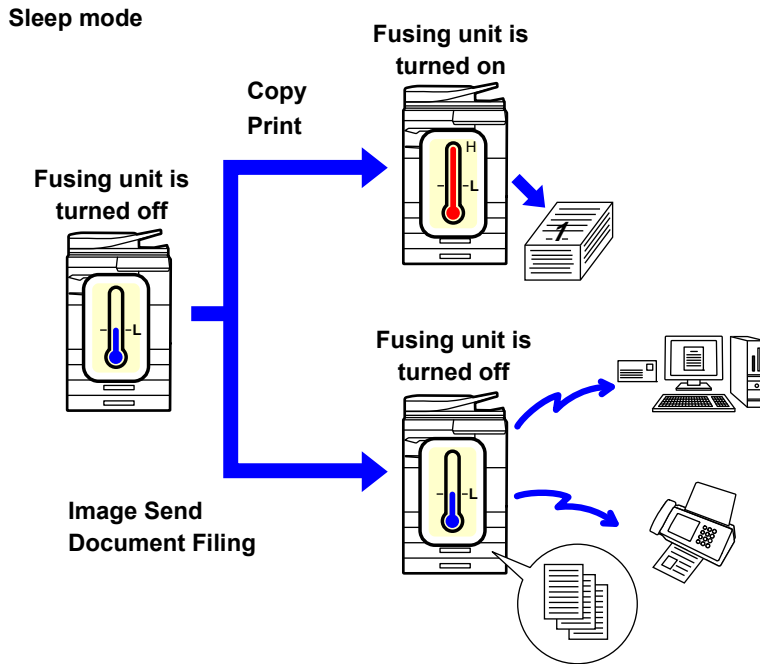 Sleep mode
Fusing unit is
turned on
Copy
Print
H
L
1
Fusing unit is
turned off
L
Fusing unit is
turned off
L
Image Send
Document Filing